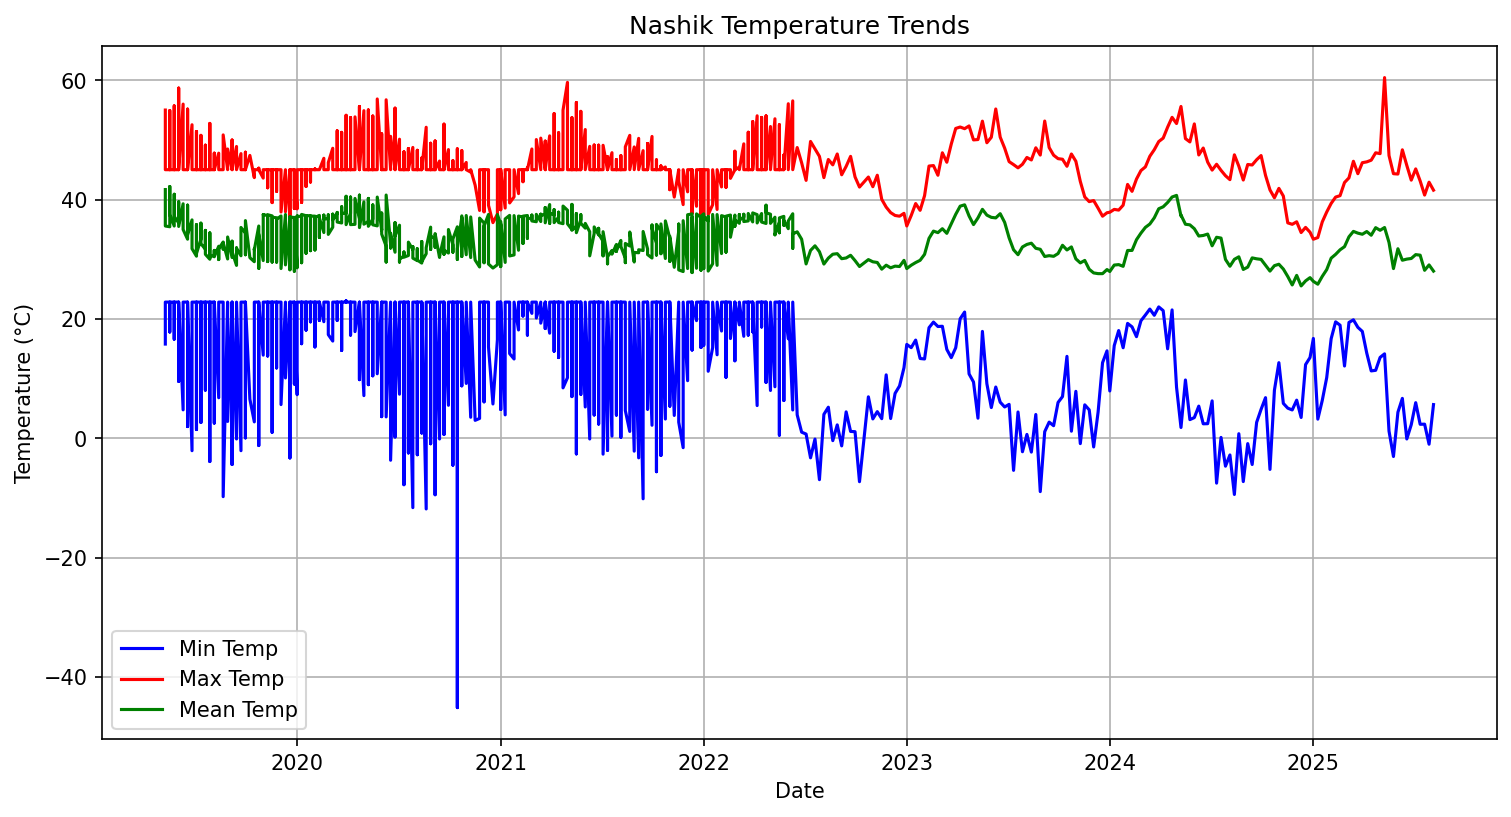 Nashik Temperature Trends
Temperature (°C)
60
40
20
0
−20
−40
Min Temp
Max Temp
Mean Temp
2020
2021
2022
2023
2024
2025
Date